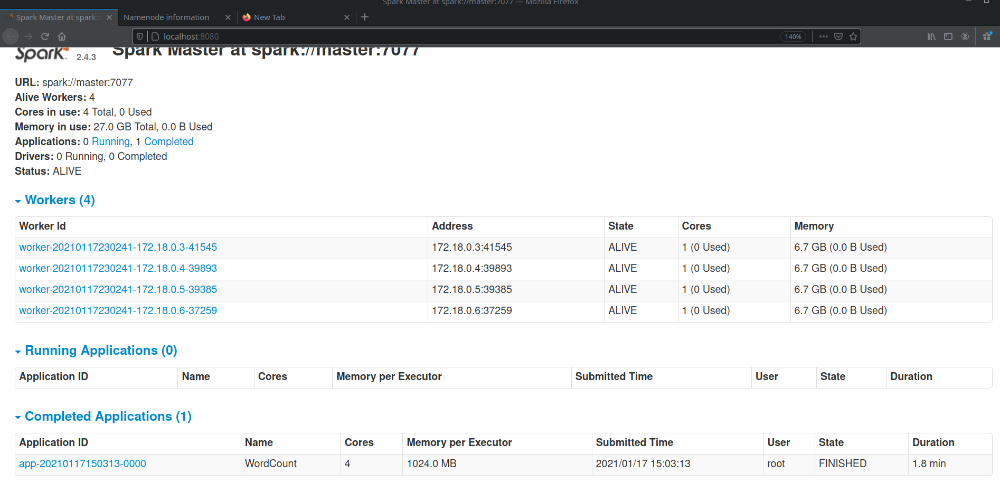 Spark Master at spark://master:7077 — Mozilla Firefox
Spark Master at spark:/
Namenode information
New Tab
localhost:8080
140%
Spark 2.4.3 Spark Master at spark://master:7077
URL: spark://master:7077
Alive Workers: 4
Cores in use: 4 Total, 0 Used
Memory in use: 27.0 GB Total, 0.0 B Used
Applications: 0 Running, 1 Completed
Drivers: 0 Running, 0 Completed
Status: ALIVE
Workers (4)
Worker Id Address State Cores Memory
worker-20210117230241-172.18.0.3-41545 172.18.0.3:41545 ALIVE 1 (0 Used) 6.7 GB (0.0 B Used)
worker-20210117230241-172.18.0.4-39893 172.18.0.4:39893 ALIVE 1 (0 Used) 6.7 GB (0.0 B Used)
worker-20210117230241-172.18.0.5-39385 172.18.0.5:39385 ALIVE 1 (0 Used) 6.7 GB (0.0 B Used)
worker-20210117230241-172.18.0.6-37259 172.18.0.6:37259 ALIVE 1 (0 Used) 6.7 GB (0.0 B Used)
Running Applications (0)
Application ID Name Cores Memory per Executor Submitted Time User State Duration
Completed Applications (1)
Application ID Name Cores Memory per Executor Submitted Time User State Duration
app-20210117150313-0000 WordCount 4 1024.0 MB 2021/01/17 15:03:13 root FINISHED 1.8 min